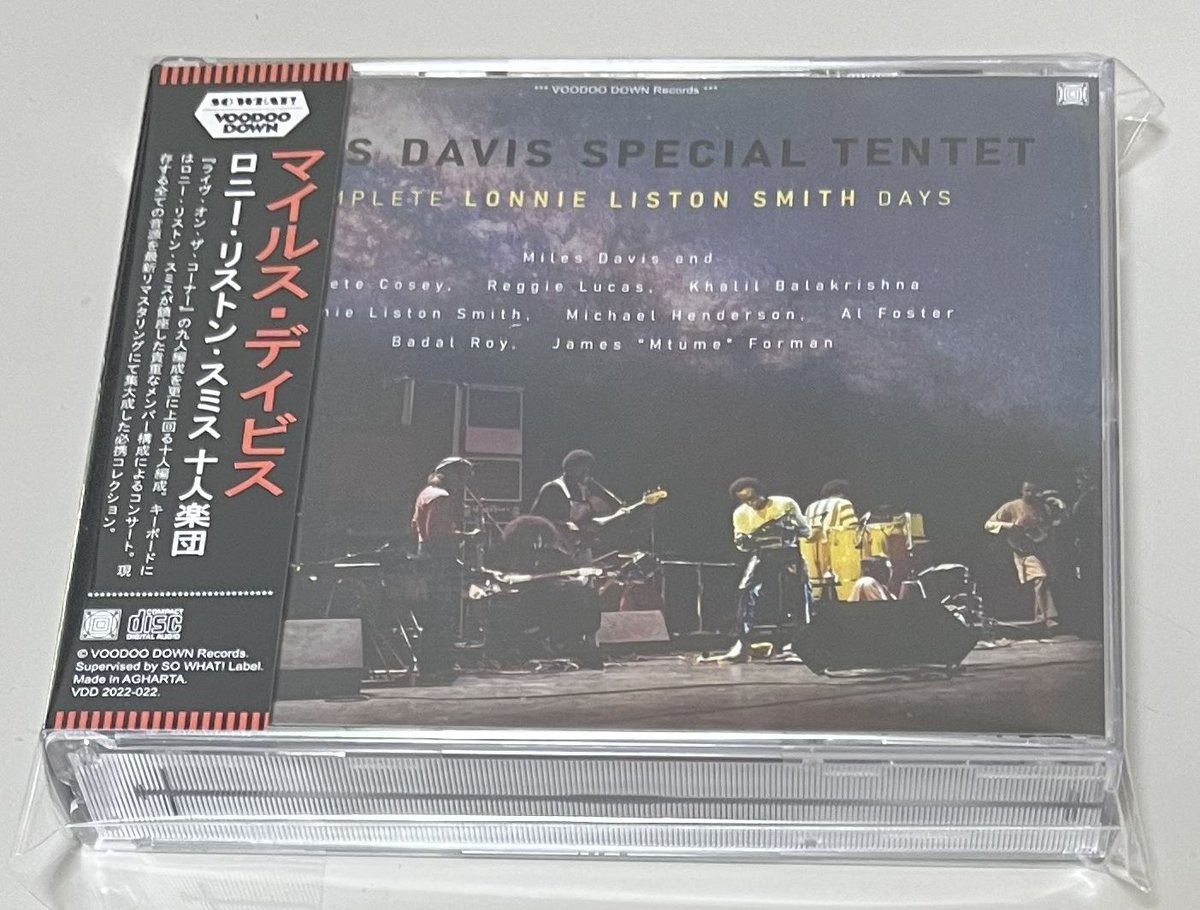 *** VOODOO DOWN Records ***
S DAVIS SPECIAL TENTET
MPLETE LONNIE LISTON SMITH DAYS
Miles Davis and
ete Cosey, Reggie Lucas, Khalil Balakrishna
nie Liston Smith, Michael Henderson, Al Foster
Badal Roy, James "Mtume" Forman
SO WHAT!
VOODOO
DOWN
マイルス・デイビス
ロニー・リストン・スミス 十人楽団
『ライヴ・オン・ザ・コーナー』の九人編成を更に上回る十人編成。キーボードに
はロニー・リストン・スミスが鎮座した貴重なメンバー構成によるコンサート。現
存する全ての音源を最新リマスタリングにて集大成した必携コレクション。
COMPACT
disc
DIGITAL AUDIO
© VOODOO DOWN Records.
Supervised by SO WHAT! Label.
Made in AGHARTA.
VDD 2022-022.